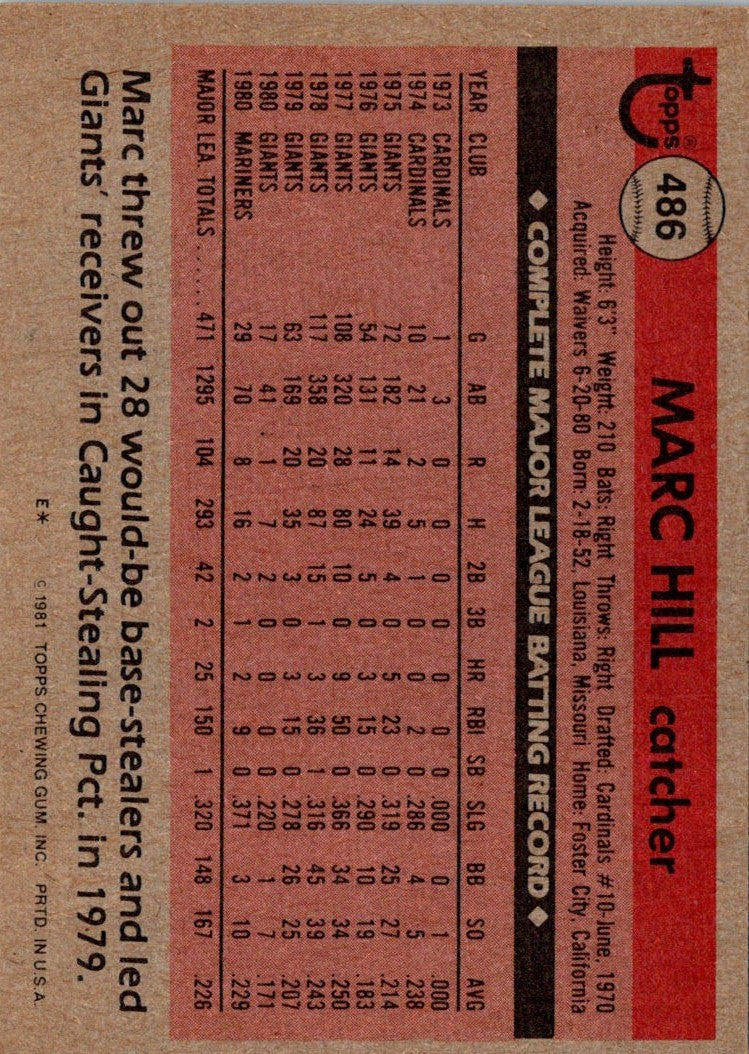 topps®
486 MARC HILL catcher
Height: 6'3" Weight: 210 Bats: Right Throws: Right Drafted: Cardinals #10-June, 1970
Acquired: Waivers 6-20-80 Born: 2-18-52, Louisiana, Missouri Home: Foster City, California
◆ COMPLETE MAJOR LEAGUE BATTING RECORD ◆
YEAR CLUB G AB R H 2B 3B HR RBI SB SLG BB SO AVG
1973 CARDINALS 1 3 0 0 0 0 0 0 0 .000 0 1 .000
1974 CARDINALS 10 21 2 5 1 0 0 2 0 .286 4 5 .238
1975 GIANTS 72 182 14 39 4 0 5 23 0 .319 25 27 .214
1976 GIANTS 54 131 11 24 5 0 3 15 0 .290 10 19 .183
1977 GIANTS 108 320 28 80 10 0 9 50 0 .366 34 34 .250
1978 GIANTS 117 358 20 87 15 1 3 36 1 .316 45 39 .243
1979 GIANTS 63 169 20 35 3 0 3 15 0 .278 26 25 .207
1980 GIANTS 17 41 1 7 2 0 0 0 0 .220 1 7 .171
1980 MARINERS 29 70 8 16 2 1 2 9 0 .371 3 10 .229
MAJOR LEA. TOTALS ...... 471 1295 104 293 42 2 25 150 1 .320 148 167 .226
Marc threw out 28 would-be base-stealers and led
Giants' receivers in Caught-Stealing Pct. in 1979.
E* © 1981 TOPPS CHEWING GUM, INC. PRTD. IN U.S.A.